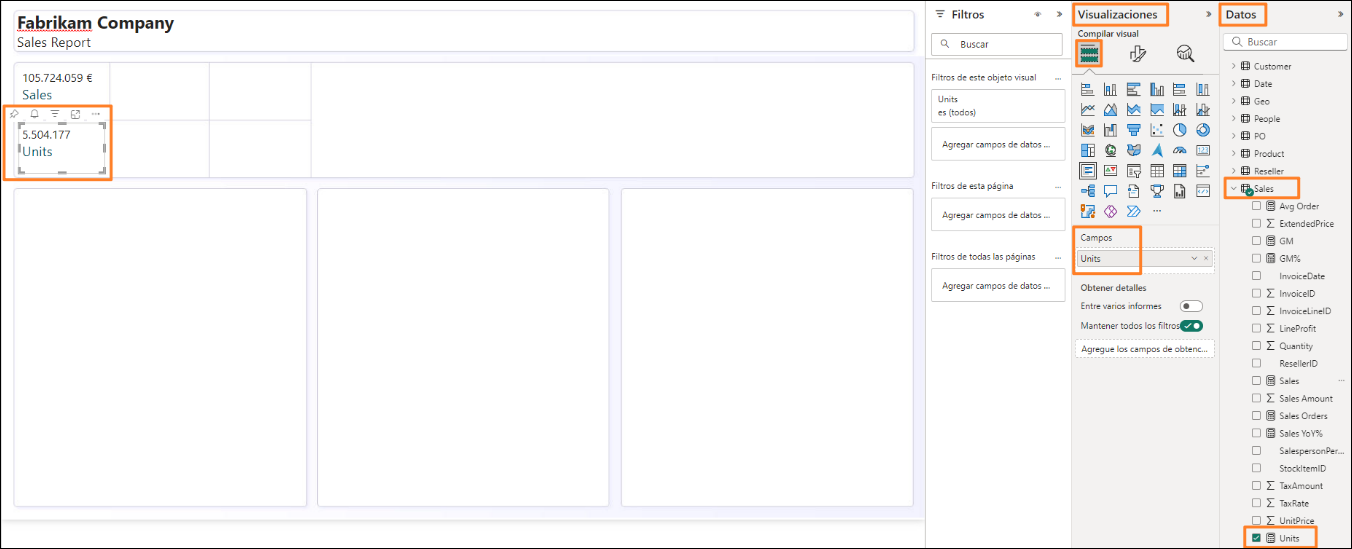 Fabrikam Company
Sales Report
105.724.059 €
Sales
5.504.177
Units
Filtros
Buscar
Filtros de este objeto visual
...
Units
es (todos)
Agregar campos de datos ...
Filtros de esta página
...
Agregar campos de datos ...
Filtros de todas las páginas
...
Agregar campos de datos ...
Visualizaciones
Compilar visual
123
...
Campos
Units
Obtener detalles
Entre varios informes
Mantener todos los filtros
Agregue los campos de obtenc...
Datos
Buscar
Customer
Date
Geo
People
PO
Product
Reseller
Sales
Avg Order
ExtendedPrice
GM
GM%
InvoiceDate
InvoiceID
InvoiceLineID
LineProfit
Quantity
ResellerID
Sales
...
Sales Amount
Sales Orders
Sales YoY%
SalespersonPer...
StockItemID
TaxAmount
TaxRate
UnitPrice
Units